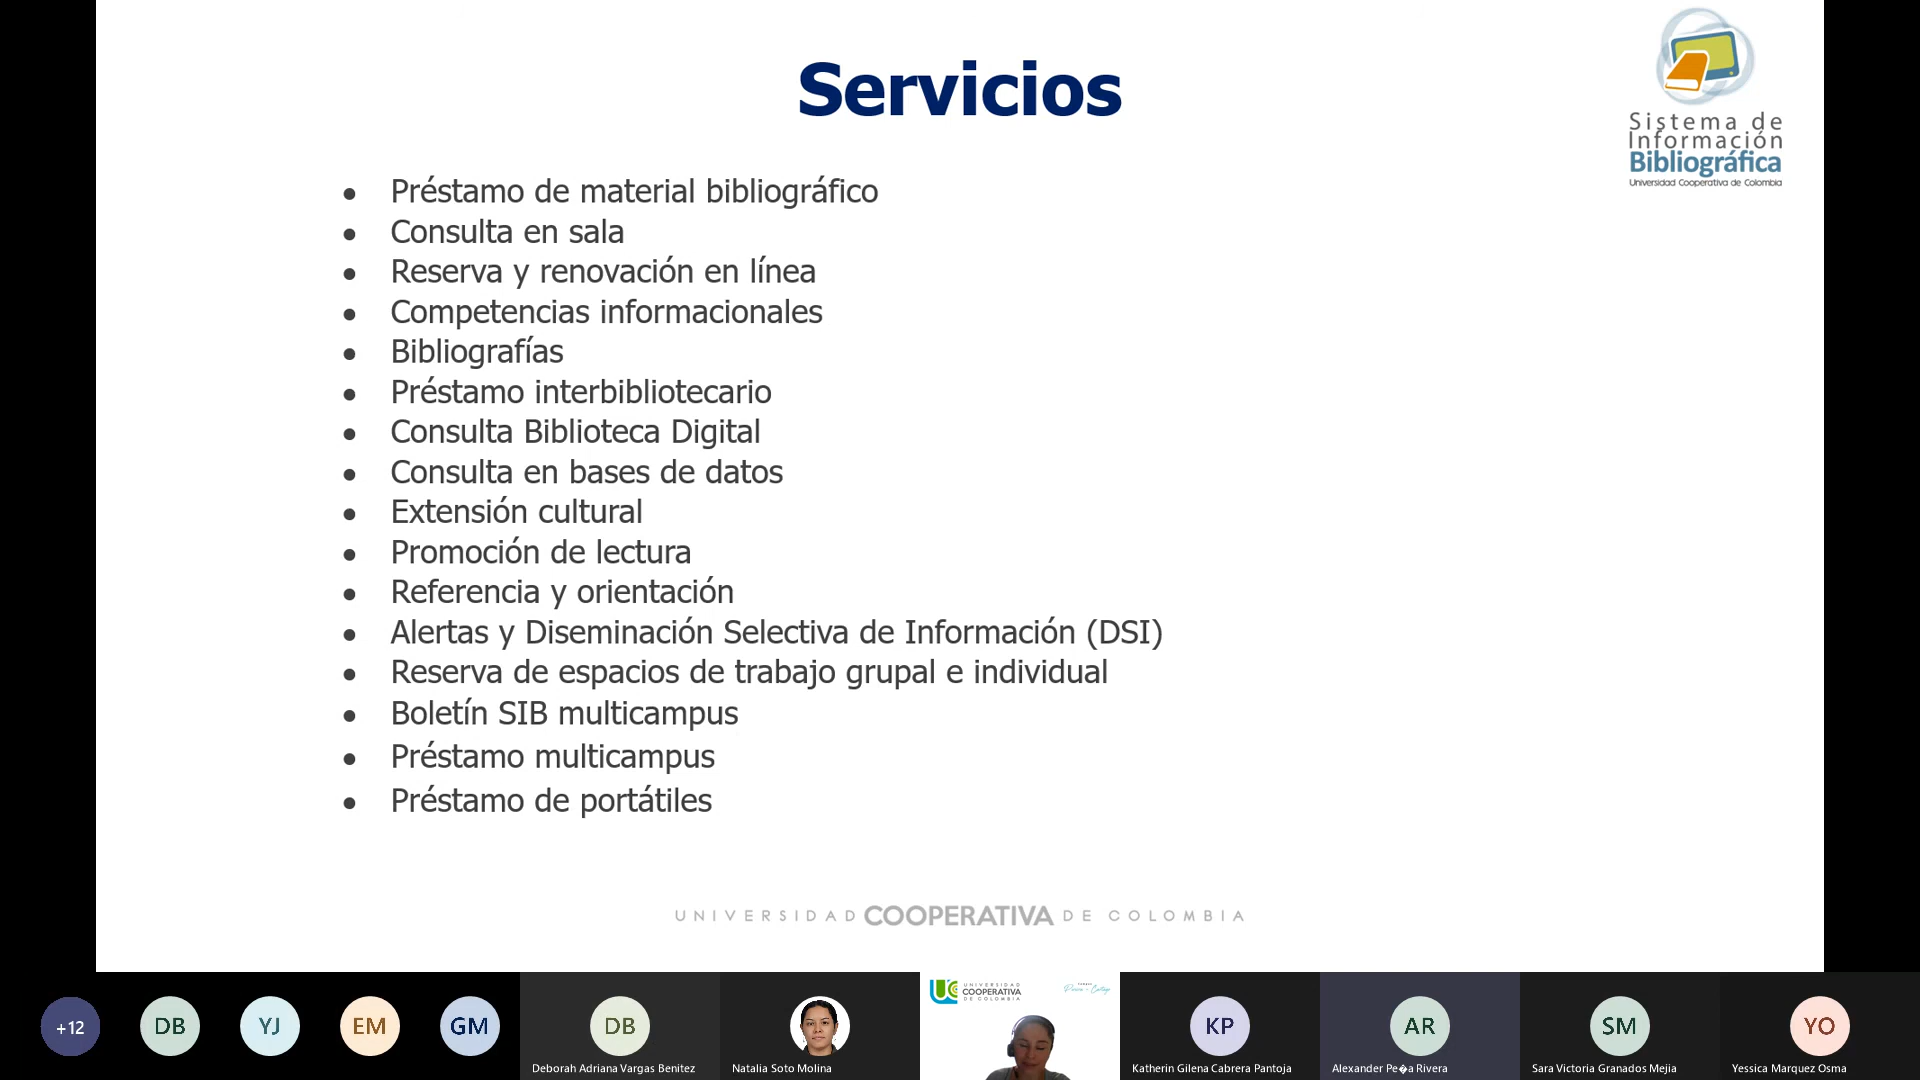 Servicios
Sistema de
Información
Bibliográfica
Universidad Cooperativa de Colombia
• Préstamo de material bibliográfico
• Consulta en sala
• Reserva y renovación en línea
• Competencias informacionales
• Bibliografías
• Préstamo interbibliotecario
• Consulta Biblioteca Digital
• Consulta en bases de datos
• Extensión cultural
• Promoción de lectura
• Referencia y orientación
• Alertas y Diseminación Selectiva de Información (DSI)
• Reserva de espacios de trabajo grupal e individual
• Boletín SIB multicampus
• Préstamo multicampus
• Préstamo de portátiles
UNIVERSIDAD COOPERATIVA DE COLOMBIA
+12
DB
YJ
EM
GM
DB
Deborah Adriana Vargas Benitez
Natalia Soto Molina
UNIVERSIDAD
COOPERATIVA
DE COLOMBIA
KP
Katherin Gilena Cabrera Pantoja
AR
Alexander Pe�a Rivera
SM
Sara Victoria Granados Mejia
YO
Yessica Marquez Osma